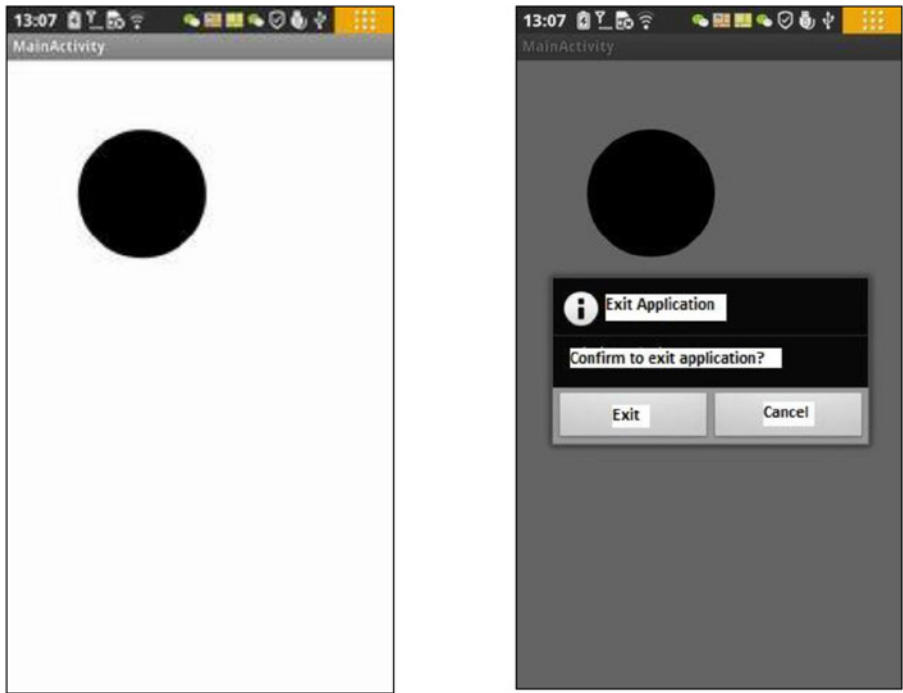 13:07
MainActivity
13:07
MainActivity
Exit Application
Confirm to exit application?
Exit
Cancel